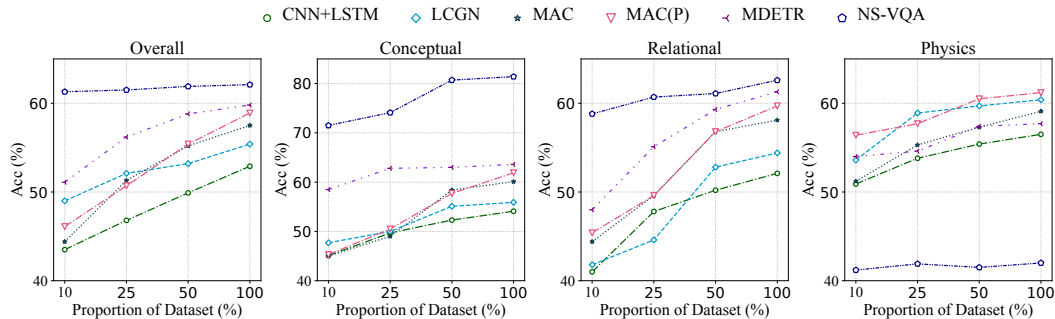 CNN+LSTM LCGN MAC MAC(P) MDETR NS-VQA
Overall Conceptual Relational Physics
Acc (%) 60 50 40
10 25 50 100
Proportion of Dataset (%)
Acc (%) 80 70 60 50 40
10 25 50 100
Proportion of Dataset (%)
Acc (%) 60 50 40
10 25 50 100
Proportion of Dataset (%)
Acc (%) 60 50 40
10 25 50 100
Proportion of Dataset (%)